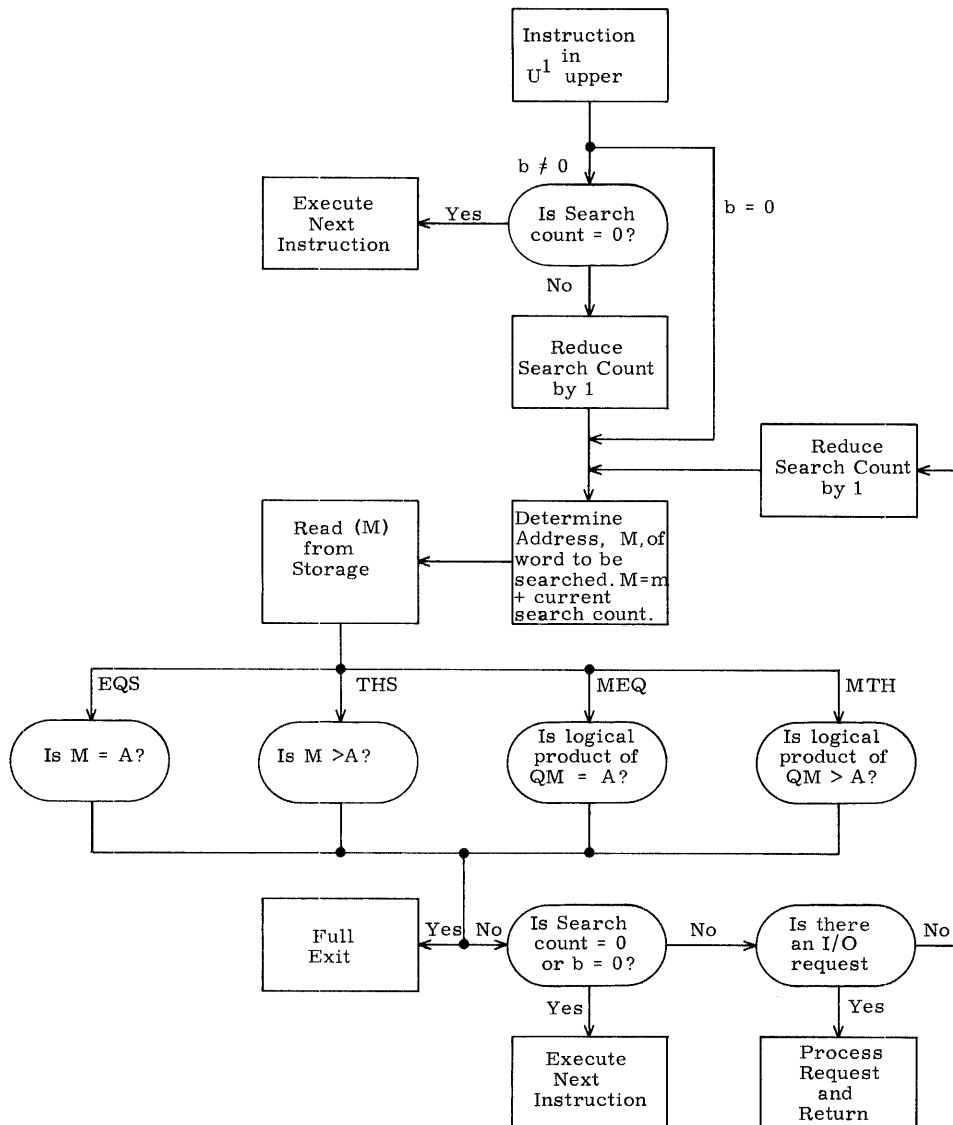 Instruction
in
U1 upper
b ≠ 0
b = 0
Execute
Next
Instruction
Yes
Is Search
count = 0?
No
Reduce
Search Count
by 1
Reduce
Search Count
by 1
Read (M)
from
Storage
Determine
Address, M, of
word to be
searched. M=m
+ current
search count.
EQS
THS
MEQ
MTH
Is M = A?
Is M >A?
Is logical
product of
QM = A?
Is logical
product of
QM > A?
Full
Exit
Yes
No
Is Search
count = 0
or b = 0?
No
Is there
an I/O
request
No
Yes
Yes
Execute
Next
Instruction
Process
Request
and
Return